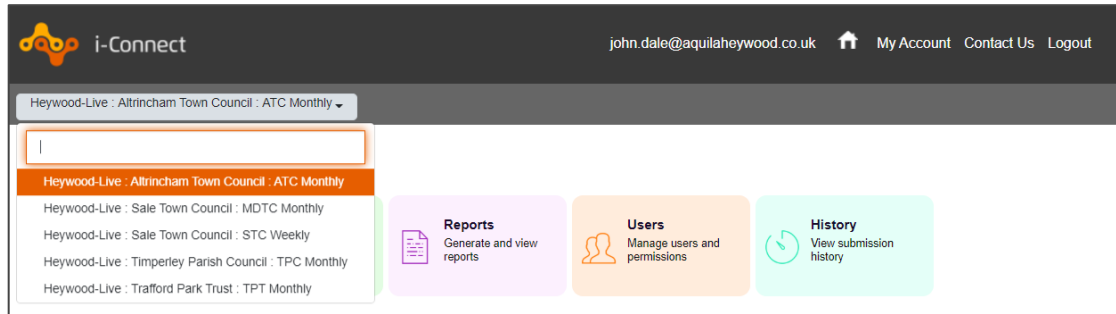 i-Connect
john.dale@aquilaheywood.co.uk My Account Contact Us Logout
Heywood-Live : Altrincham Town Council : ATC Monthly
Heywood-Live : Altrincham Town Council : ATC Monthly
Heywood-Live : Sale Town Council : MDTC Monthly
Heywood-Live : Sale Town Council : STC Weekly
Heywood-Live : Timperley Parish Council : TPC Monthly
Heywood-Live : Trafford Park Trust : TPT Monthly
Reports
Generate and view
reports
Users
Manage users and
permissions
History
View submission
history